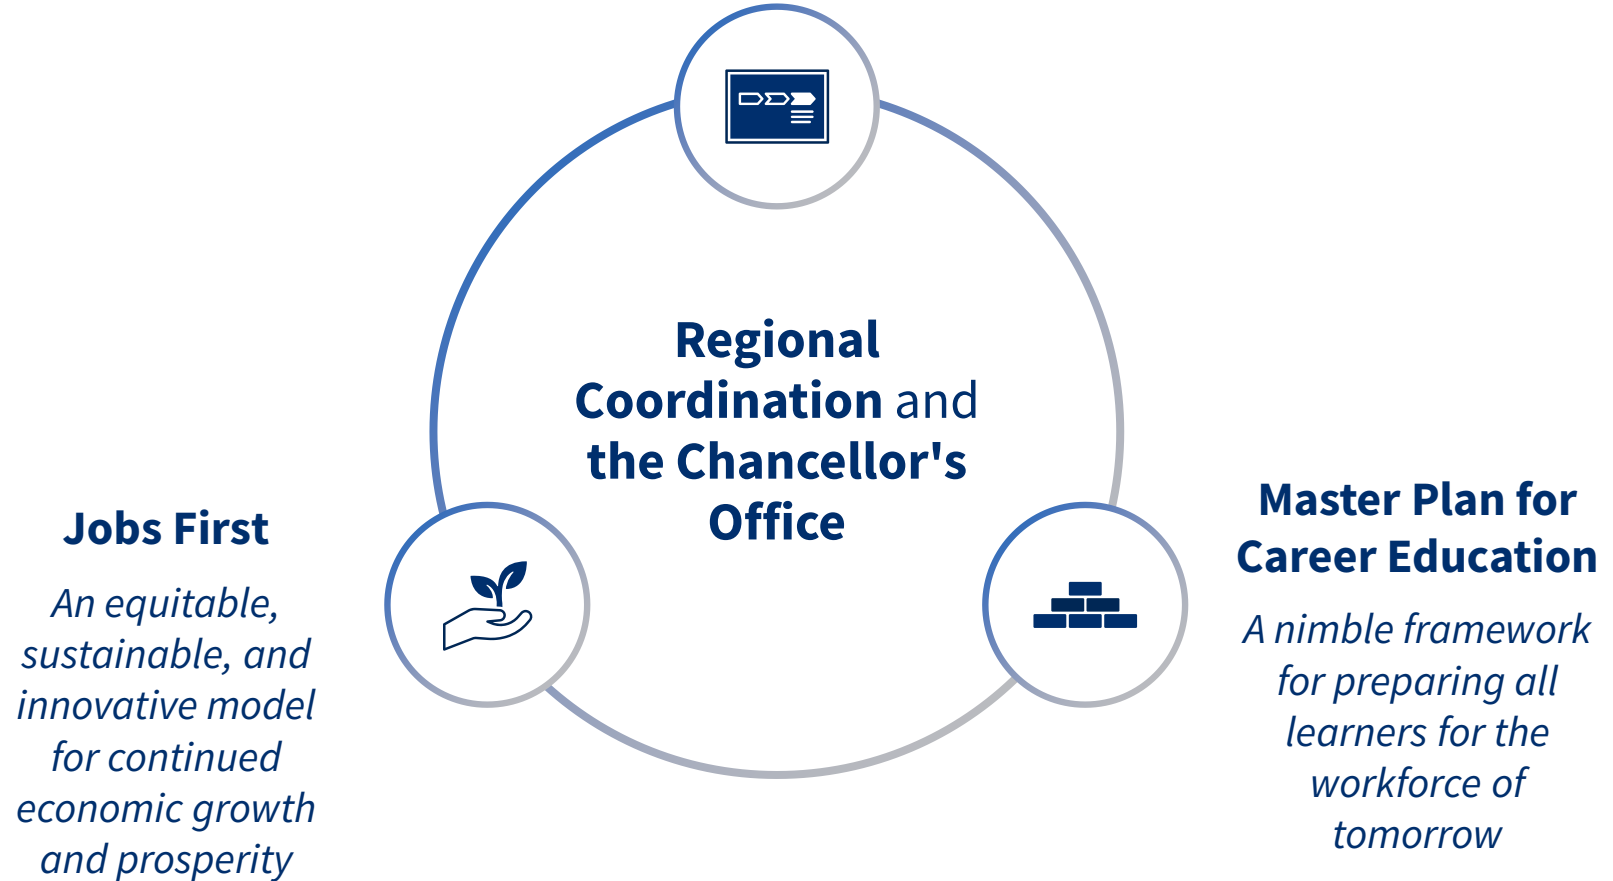 Regional
Coordination and
the Chancellor's
Office
Jobs First
An equitable,
sustainable, and
innovative model
for continued
economic growth
and prosperity
Master Plan for
Career Education
A nimble framework
for preparing all
learners for the
workforce of
tomorrow